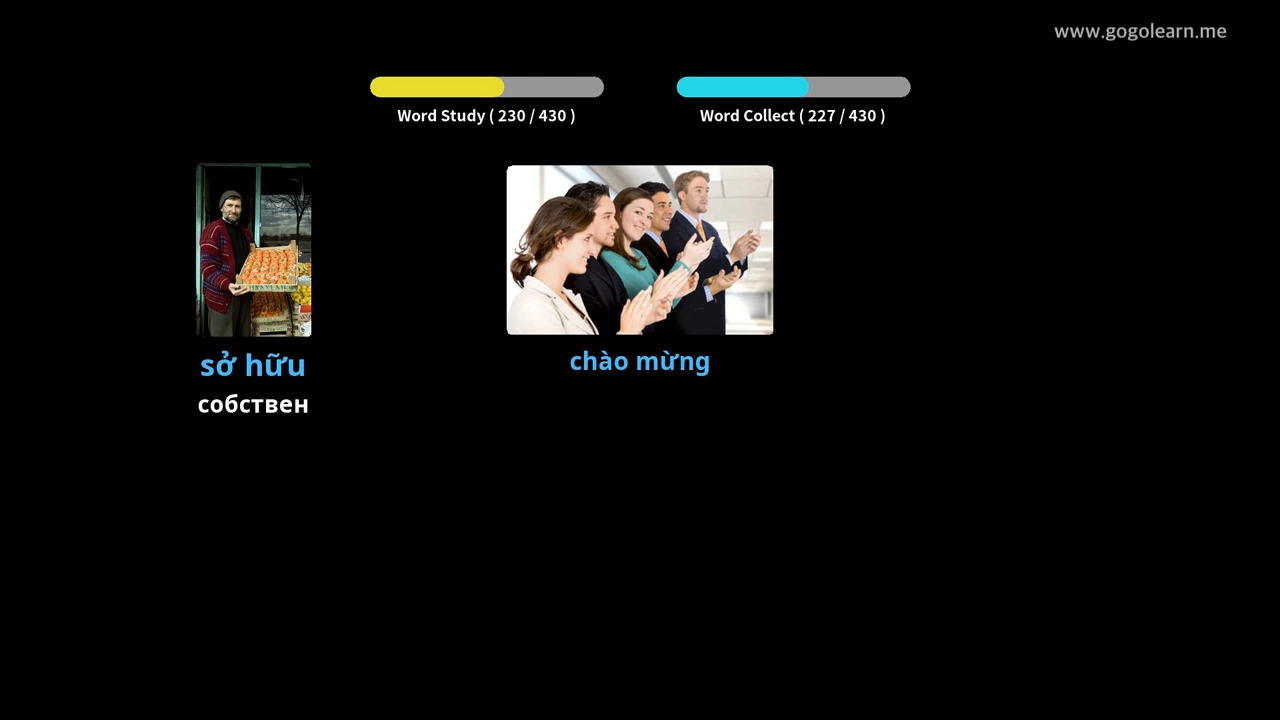 www.gogolearn.me
Word Study ( 230 / 430 )
Word Collect ( 227 / 430 )
sở hữu
собствен
chào mừng